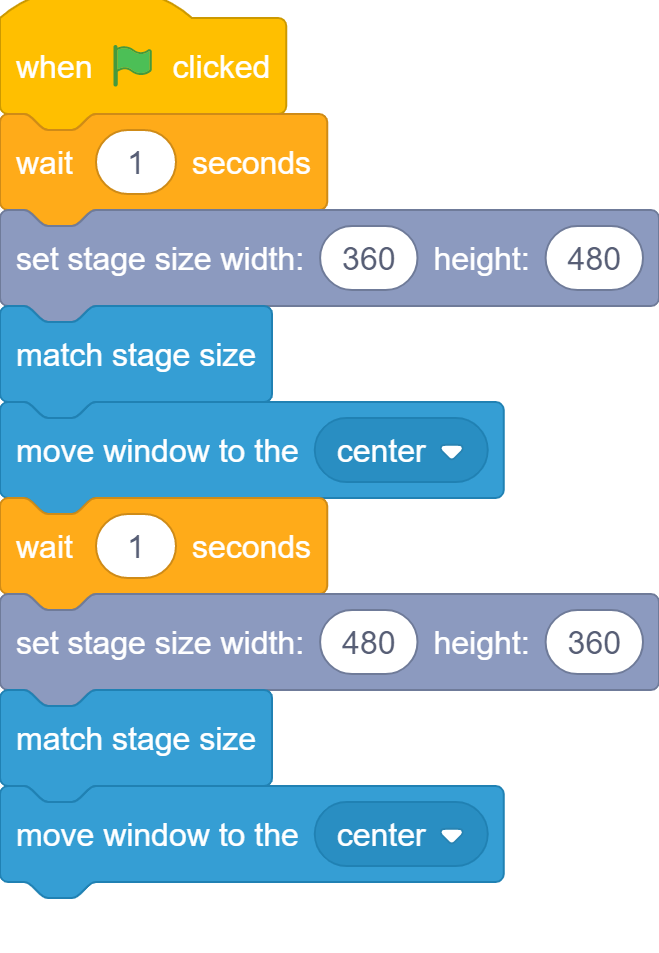 when clicked
wait 1 seconds
set stage size width: 360 height: 480
match stage size
move window to the center
wait 1 seconds
set stage size width: 480 height: 360
match stage size
move window to the center